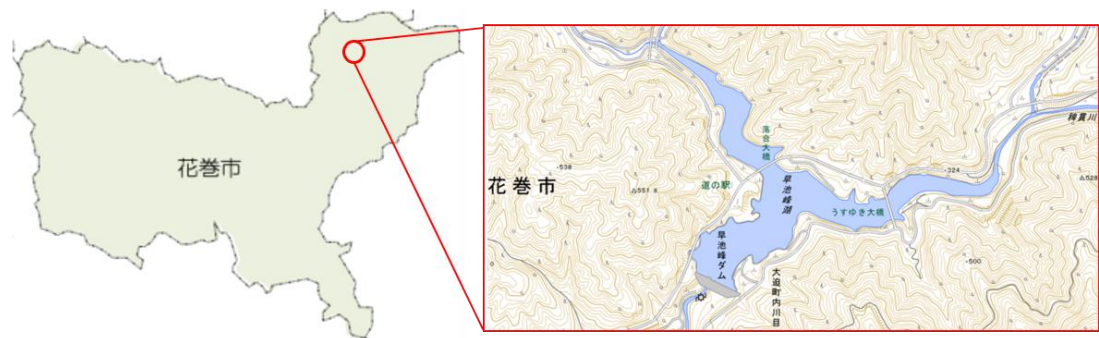 花巻市
花巻市
落合大橋
道の駅
早池峰湖
うすゆき大橋
早池峰ダム
大迫町内川目
稗貫川
538
551
324
528
500